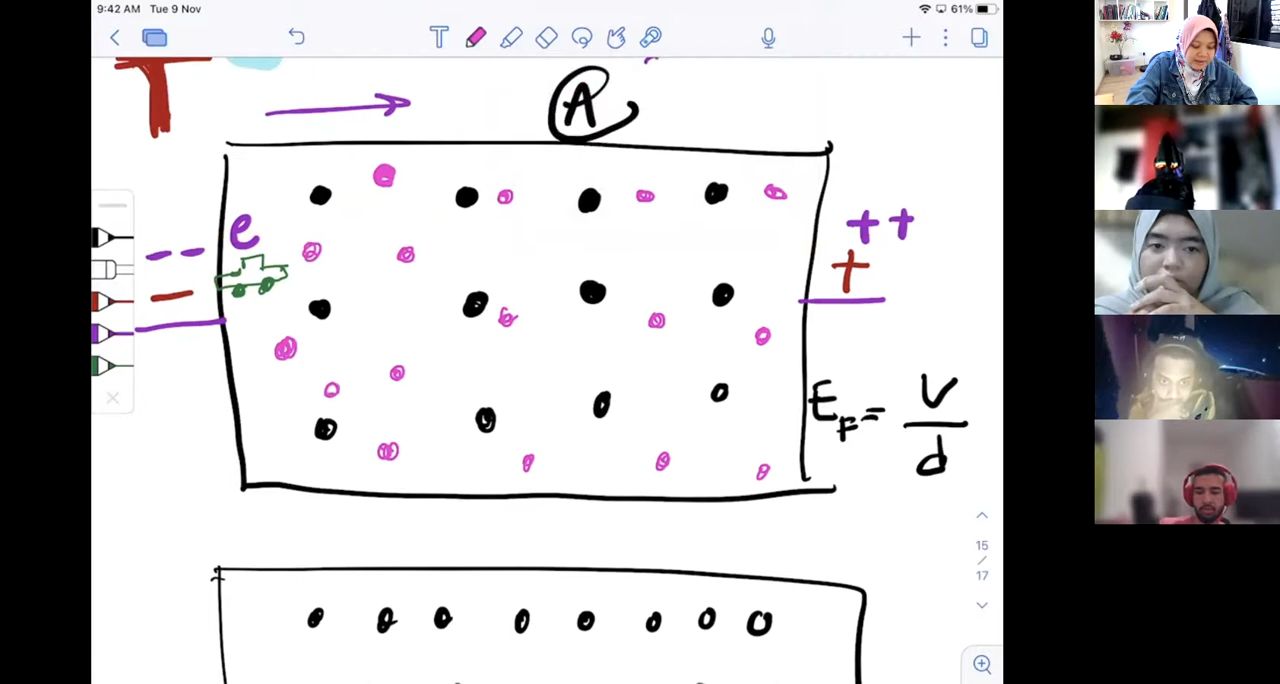 9:42 AM Tue 9 Nov
61%
T
T
A
e
- -
++
-
+
E_F = V/d
15
/
17